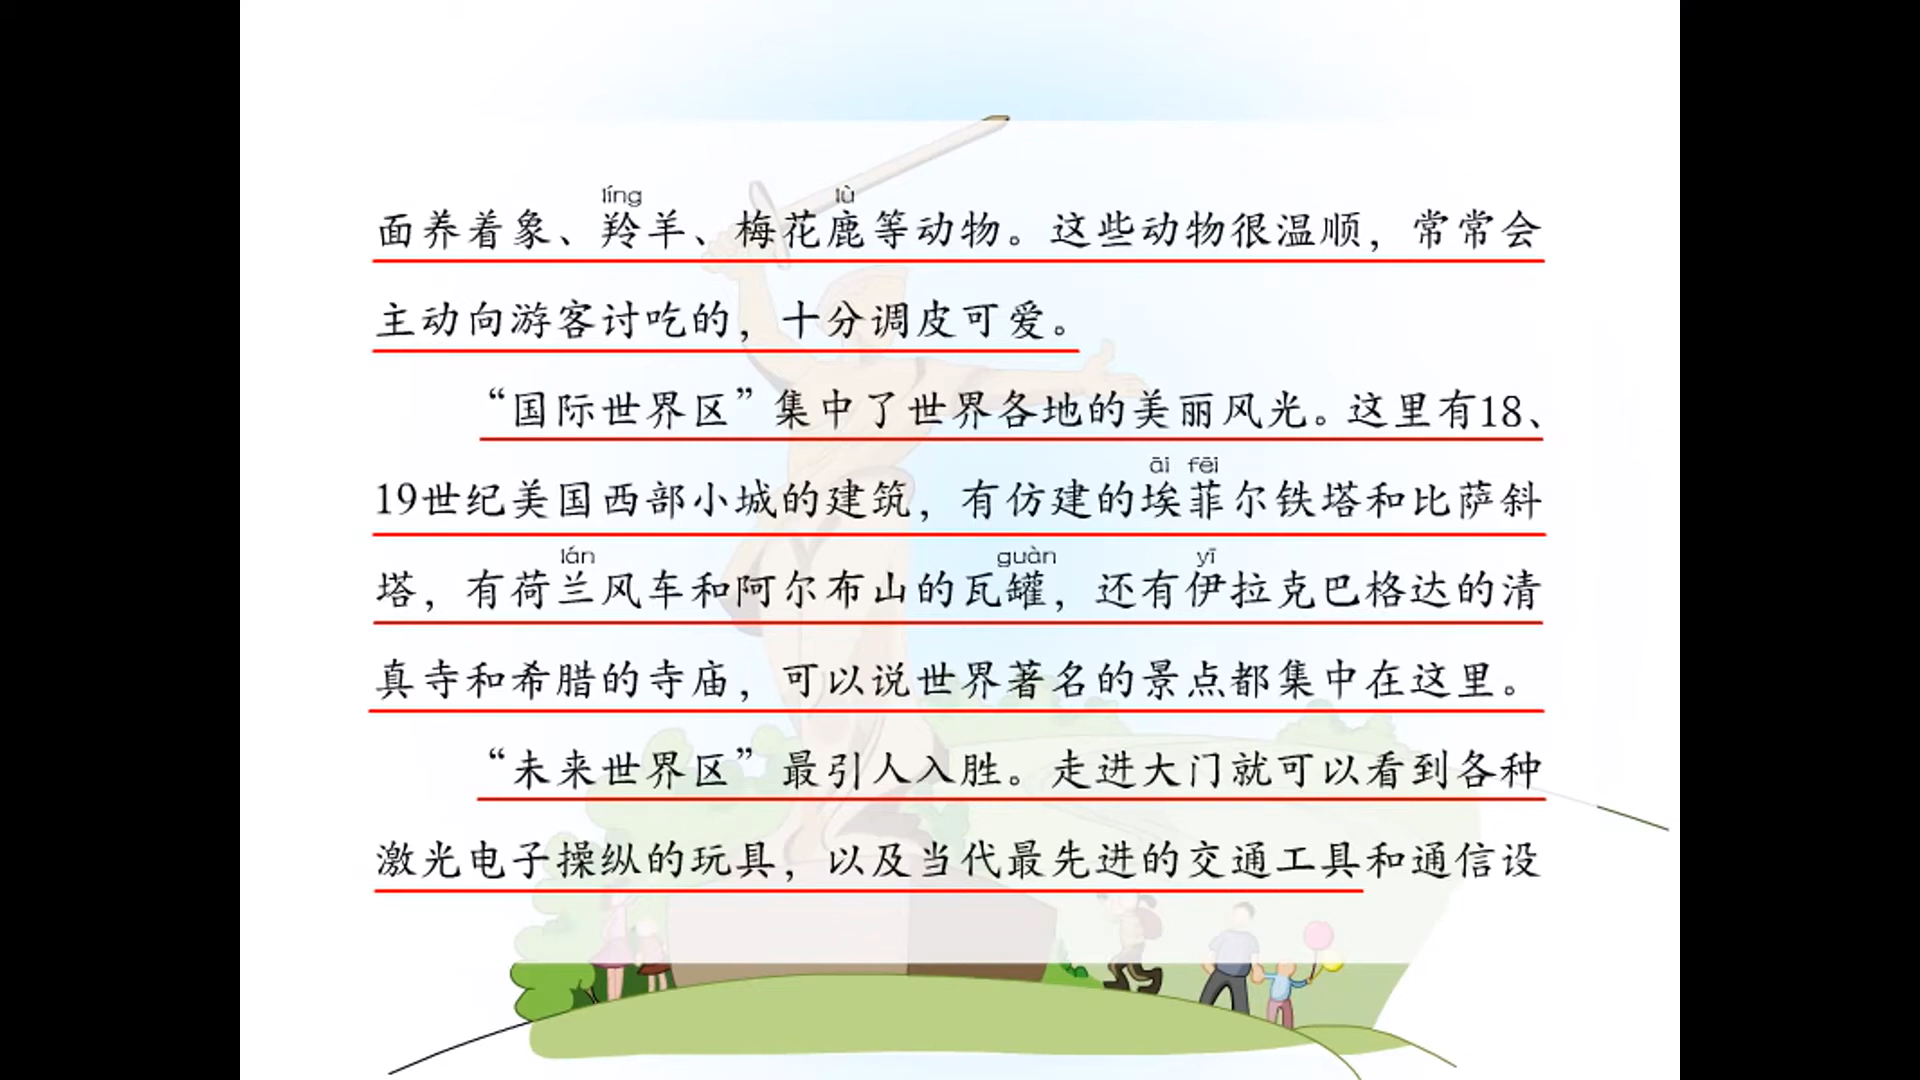 líng lù
面养着象、羚羊、梅花鹿等动物。这些动物很温顺，常常会
主动向游客讨吃的，十分调皮可爱。
“国际世界区”集中了世界各地的美丽风光。这里有18、
āi fēi
19世纪美国西部小城的建筑，有仿建的埃菲尔铁塔和比萨斜
lán guàn yī
塔，有荷兰风车和阿尔布山的瓦罐，还有伊拉克巴格达的清
真寺和希腊的寺庙，可以说世界著名的景点都集中在这里。
“未来世界区”最引人入胜。走进大门就可以看到各种
激光电子操纵的玩具，以及当代最先进的交通工具和通信设